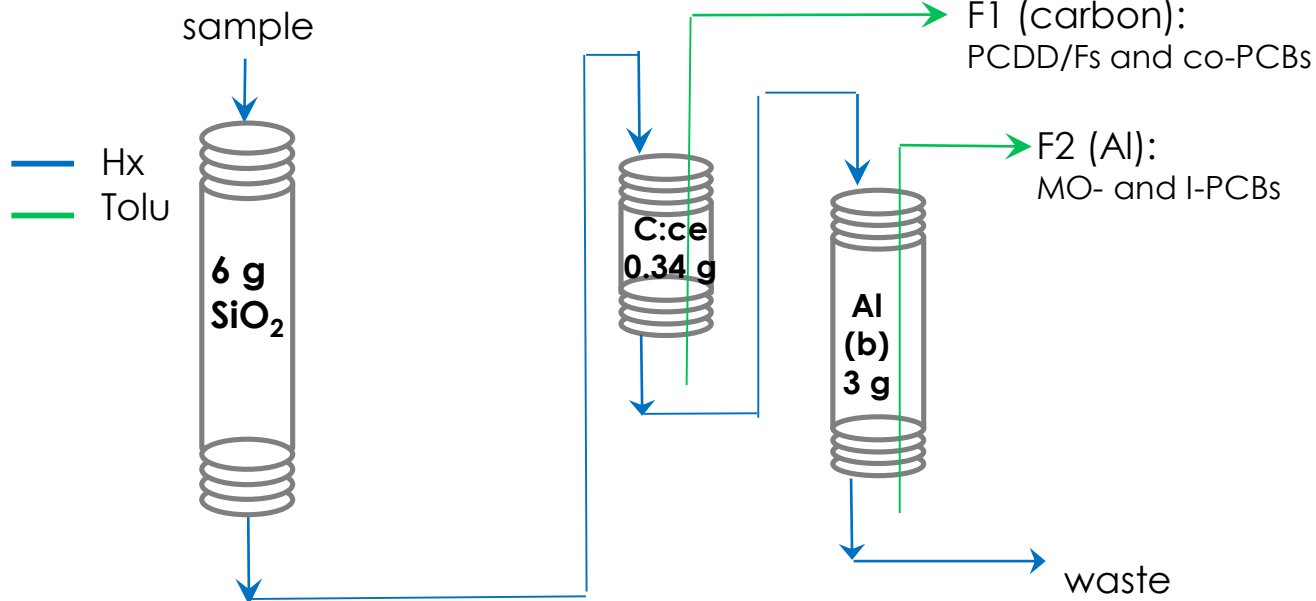 sample
Hx
Tolu
6 g
SiO₂
C:ce
0.34 g
Al
(b)
3 g
F1 (carbon):
PCDD/Fs and co-PCBs
F2 (Al):
MO- and I-PCBs
waste